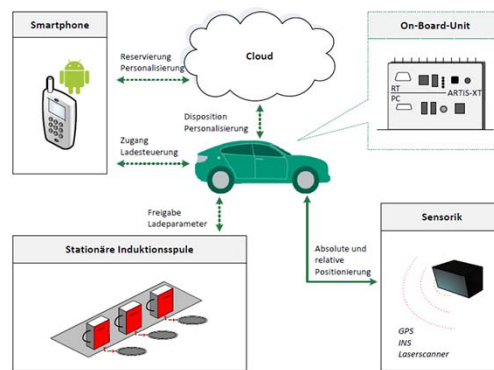 Smartphone
Reservierung
Personalisierung
Cloud
On-Board-Unit
RT
PC
ARTiS-XT
Disposition
Personalisierung
Zugang
Ladesteuerung
Freigabe
Ladeparameter
Stationäre Induktionsspule
Absolute und
relative
Positionierung
Sensorik
GPS
INS
Laserscanner